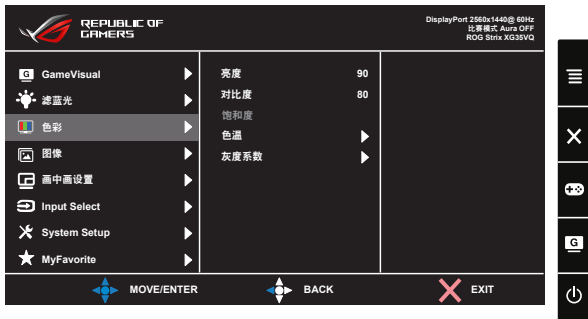 REPUBLIC OF
GAMERS
DisplayPort 2560x1440@ 60Hz
比赛模式 Aura OFF
ROG Strix XG35VQ
G GameVisual
滤蓝光
色彩
图像
画中画设置
Input Select
System Setup
MyFavorite
亮度 90
对比度 80
饱和度
色温
灰度系数
MOVE/ENTER
BACK
EXIT
G